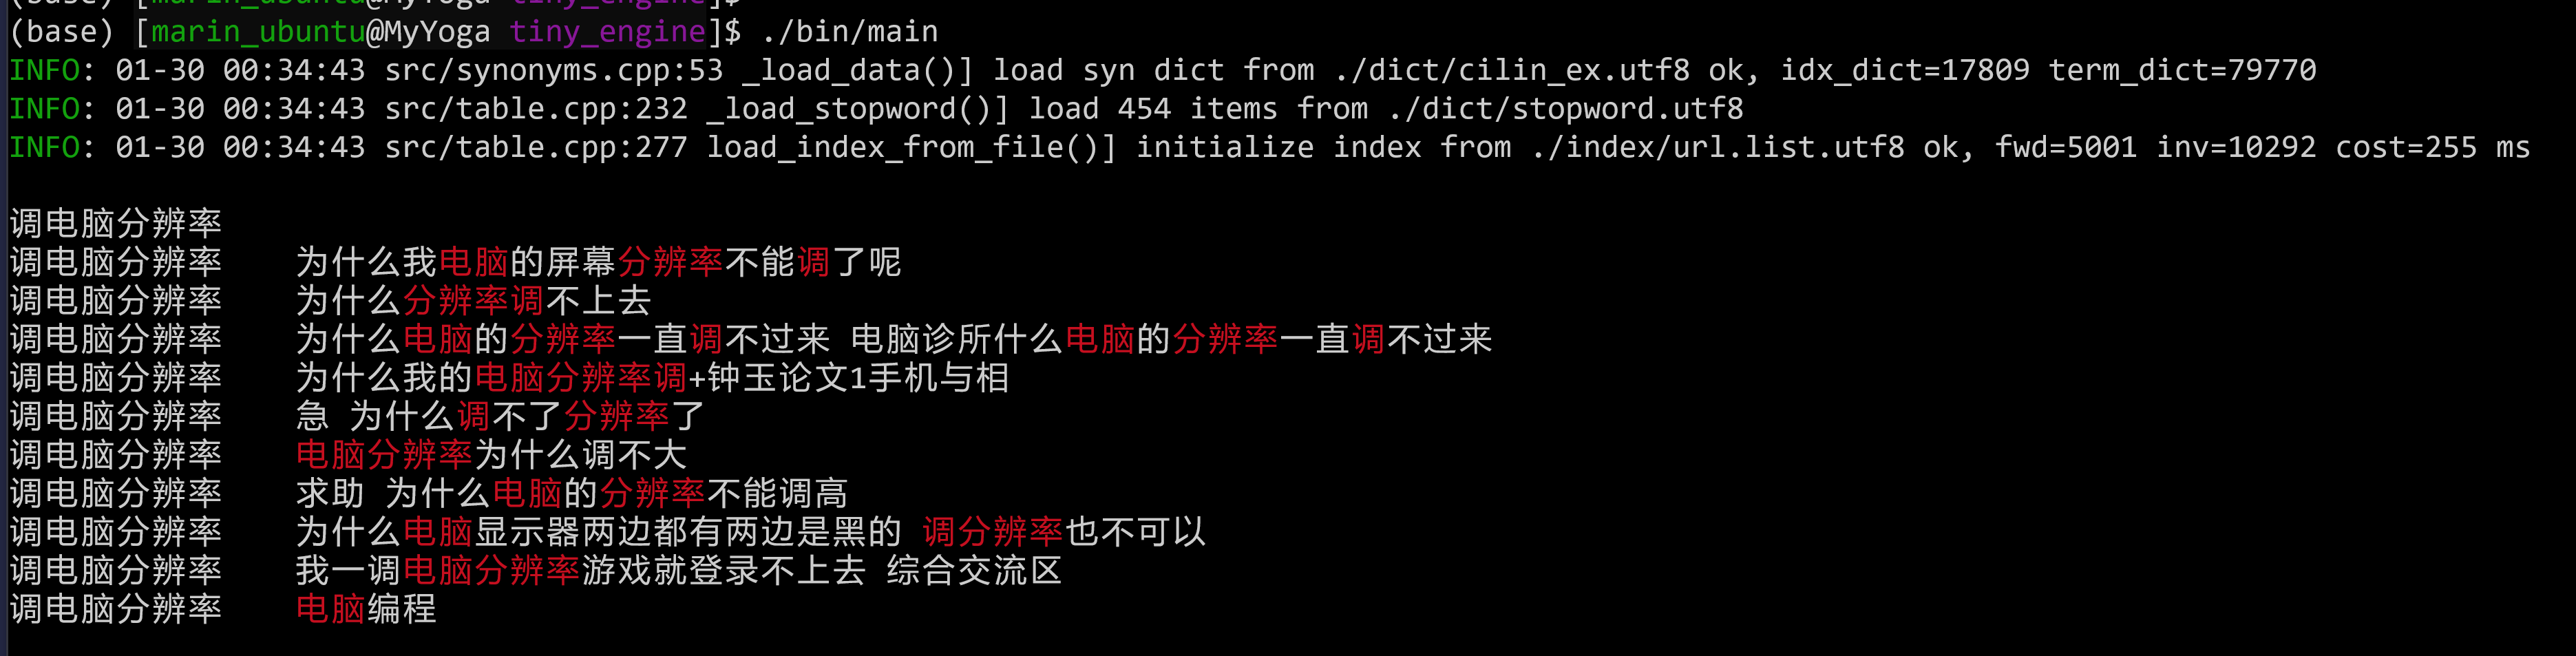 (base) [marin_ubuntu@MyYoga tiny_engine]$
(base) [marin_ubuntu@MyYoga tiny_engine]$ ./bin/main
INFO: 01-30 00:34:43 src/synonyms.cpp:53 _load_data()] load syn dict from ./dict/cilin_ex.utf8 ok, idx_dict=17809 term_dict=79770
INFO: 01-30 00:34:43 src/table.cpp:232 _load_stopword()] load 454 items from ./dict/stopword.utf8
INFO: 01-30 00:34:43 src/table.cpp:277 load_index_from_file()] initialize index from ./index/url.list.utf8 ok, fwd=5001 inv=10292 cost=255 ms
调电脑分辨率
调电脑分辨率 为什么我电脑的屏幕分辨率不能调了呢
调电脑分辨率 为什么分辨率调不上去
调电脑分辨率 为什么电脑的分辨率一直调不过来 电脑诊所什么电脑的分辨率一直调不过来
调电脑分辨率 为什么我的电脑分辨率调+钟玉论文1手机与相
调电脑分辨率 急 为什么调不了分辨率了
调电脑分辨率 电脑分辨率为什么调不大
调电脑分辨率 求助 为什么电脑的分辨率不能调高
调电脑分辨率 为什么电脑显示器两边都有两边是黑的 调分辨率也不可以
调电脑分辨率 我一调电脑分辨率游戏就登录不上去 综合交流区
调电脑分辨率 电脑编程